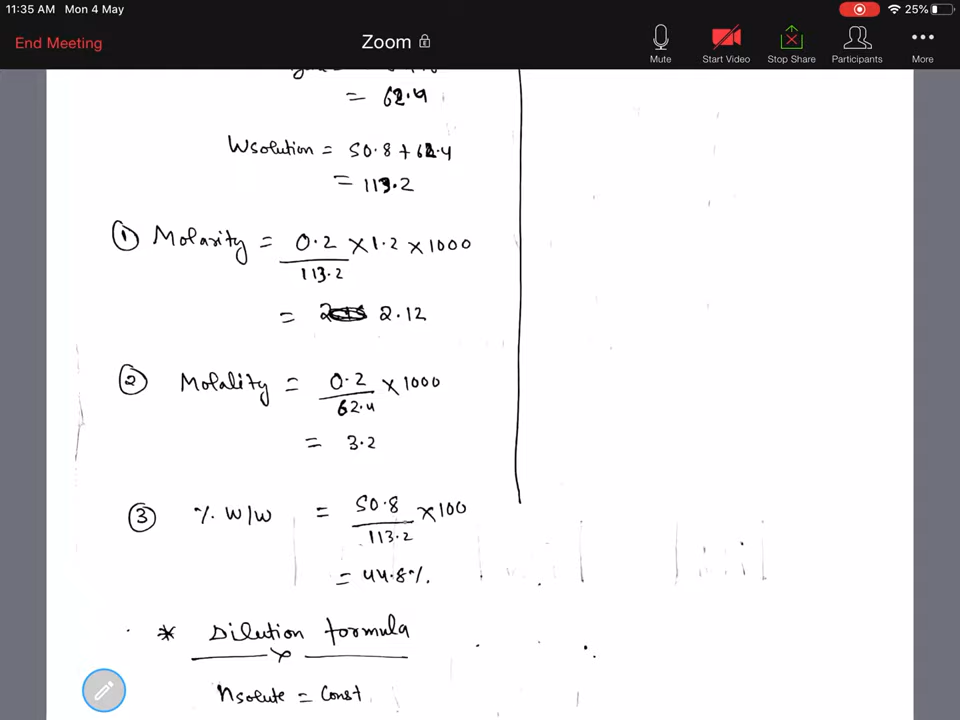 11:35 AM Mon 4 May
25%
End Meeting
Zoom
Mute
Start Video
Stop Share
Participants
More
= 62.4
Wsolution = 50.8 + 62.4
= 113.2
① Molarity = 0.2 / 113.2 × 1.2 × 1000
= 2.12
② Molality = 0.2 / 62.4 × 1000
= 3.2
③ % W/W = 50.8 / 113.2 × 100
= 44.8%
* Dilution formula
nsolute = Const